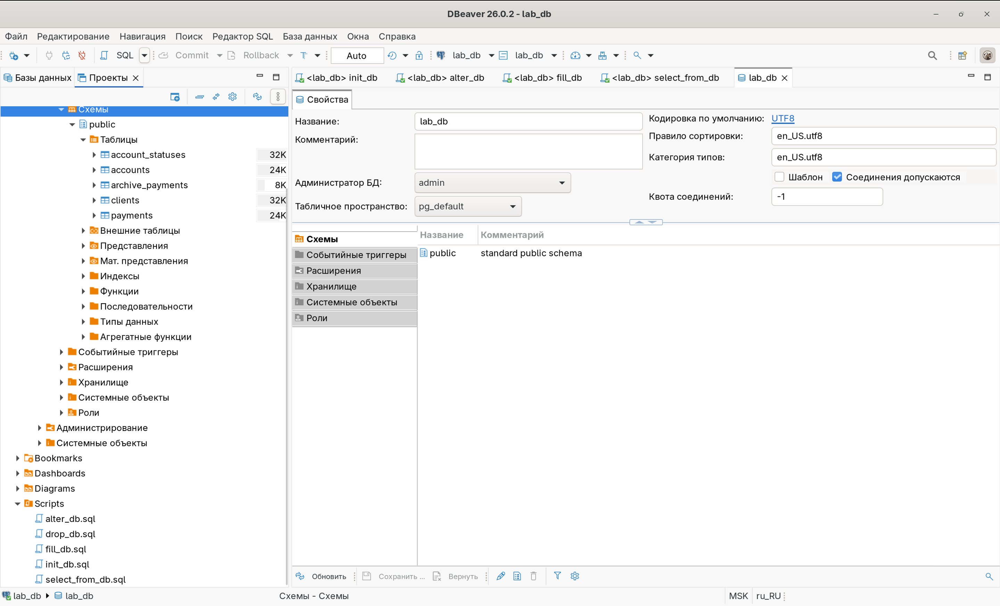 DBeaver 26.0.2 - lab_db
Файл Редактирование Навигация Поиск Редактор SQL База данных Окна Справка
SQL Commit Rollback Auto lab_db lab_db
Базы данных Проекты
<lab_db> init_db <lab_db> alter_db <lab_db> fill_db <lab_db> select_from_db lab_db
Схемы
public
Таблицы
account_statuses 32K
accounts 24K
archive_payments 8K
clients 32K
payments 24K
Внешние таблицы
Представления
Мат. представления
Индексы
Функции
Последовательности
Типы данных
Агрегатные функции
Событийные триггеры
Расширения
Хранилище
Системные объекты
Роли
Администрирование
Системные объекты
Bookmarks
Dashboards
Diagrams
Scripts
alter_db.sql
drop_db.sql
fill_db.sql
init_db.sql
select_from_db.sql
Свойства
Название: lab_db
Комментарий:
Администратор БД: admin
Табличное пространство: pg_default
Кодировка по умолчанию: UTF8
Правило сортировки: en_US.utf8
Категория типов: en_US.utf8
Шаблон Соединения допускаются
Квота соединений: -1
Схемы
Событийные триггеры
Расширения
Хранилище
Системные объекты
Роли
Название Комментарий
public standard public schema
Обновить Сохранить ... Вернуть
lab_db lab_db Схемы - Схемы MSK ru_RU